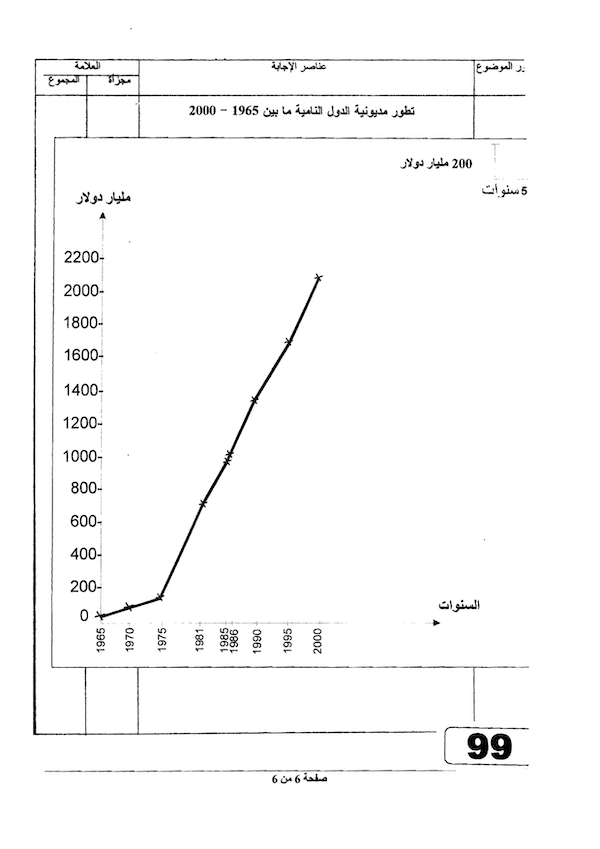 ور الموضوع
عناصر الإجابة
العلامة
مجزأة
المجموع
تطور مديونية الدول النامية ما بين 1965 - 2000
200 مليار دولار
5 سنوات
مليار دولار
2200
2000
1800
1600
1400
1200
1000
800
600
400
200
0
السنوات
1965
1970
1975
1981
1985
1986
1990
1995
2000
99
صفحة 6 من 6